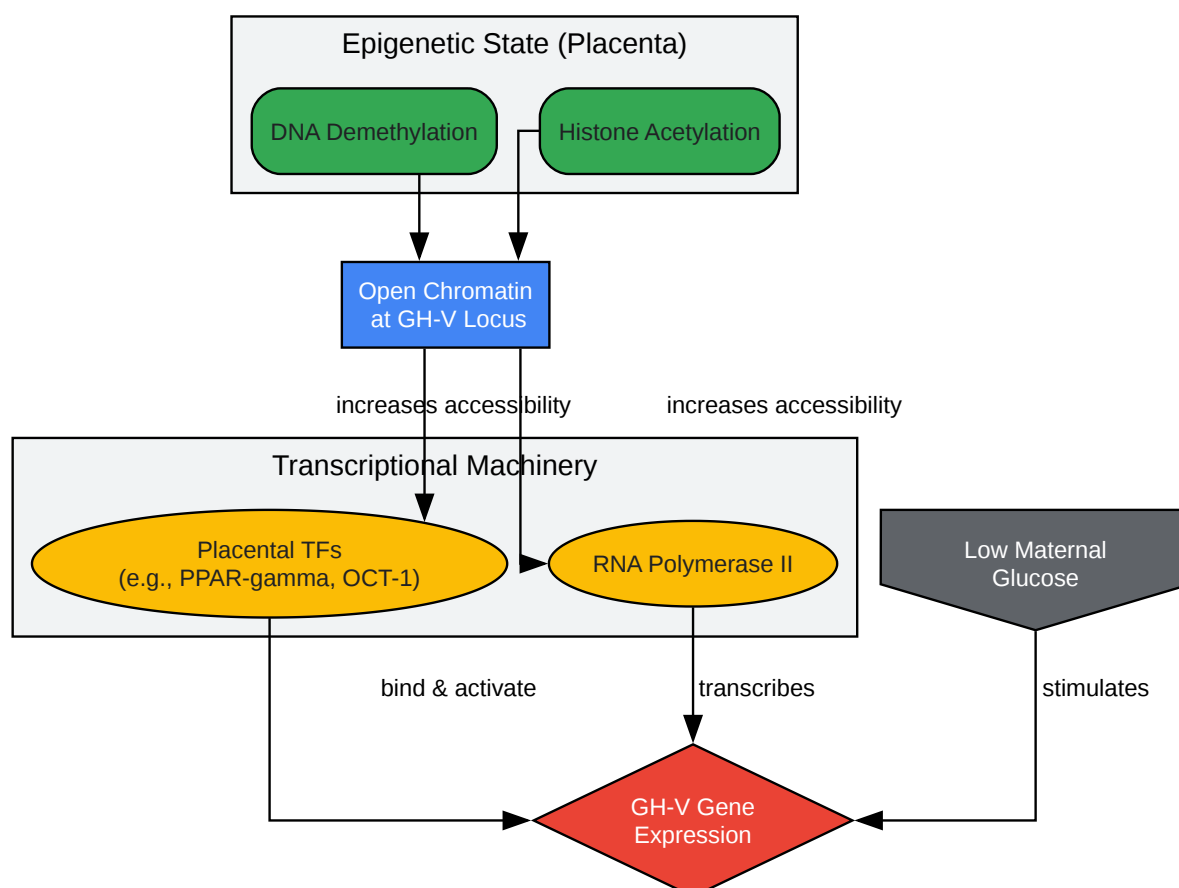 Epigenetic State (Placenta)
DNA Demethylation
Histone Acetylation
Open Chromatin
at GH-V Locus
increases accessibility
increases accessibility
Transcriptional Machinery
Placental TFs
(e.g., PPAR-gamma, OCT-1)
RNA Polymerase II
Low Maternal
Glucose
bind & activate
transcribes
stimulates
GH-V Gene
Expression